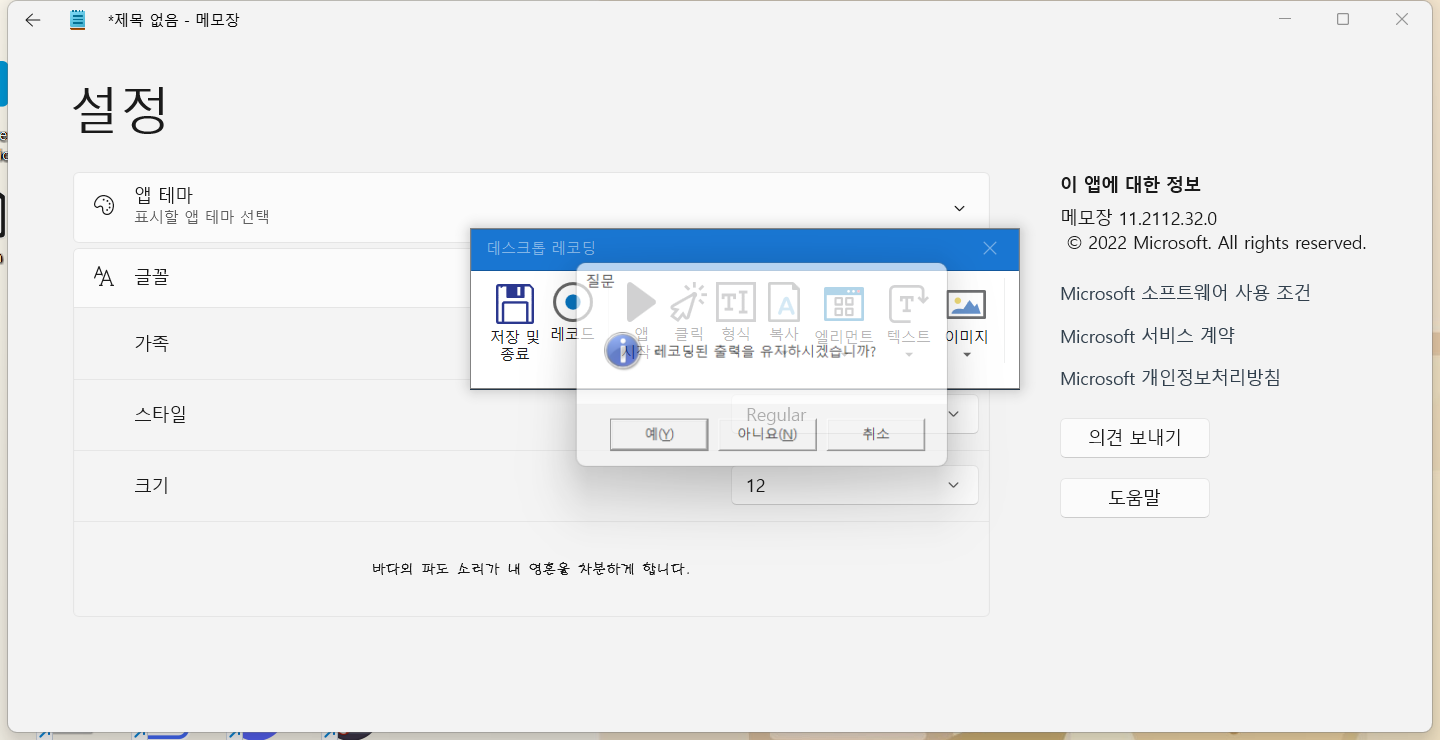 *제목 없음 - 메모장
설정
앱 테마
표시할 앱 테마 선택
글꼴
가족
스타일
Regular
크기
12
바다의 파도 소리가 내 영혼을 차분하게 합니다.
데스크톱 레코딩
저장 및
종료
레코드
앱
시작
클릭
형식
복사
엘리먼트
텍스트
이미지
질문
레코딩된 출력을 유지하시겠습니까?
예(Y)
아니요(N)
취소
이 앱에 대한 정보
메모장 11.2112.32.0
© 2022 Microsoft. All rights reserved.
Microsoft 소프트웨어 사용 조건
Microsoft 서비스 계약
Microsoft 개인정보처리방침
의견 보내기
도움말